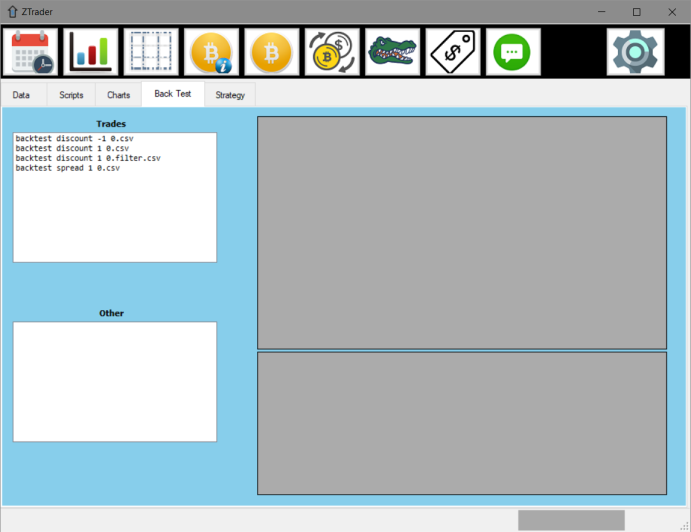 ZTrader
Data Scripts Charts Back Test Strategy
Trades
backtest discount -1 0.csv
backtest discount 1 0.csv
backtest discount 1 0.filter.csv
backtest spread 1 0.csv
Other